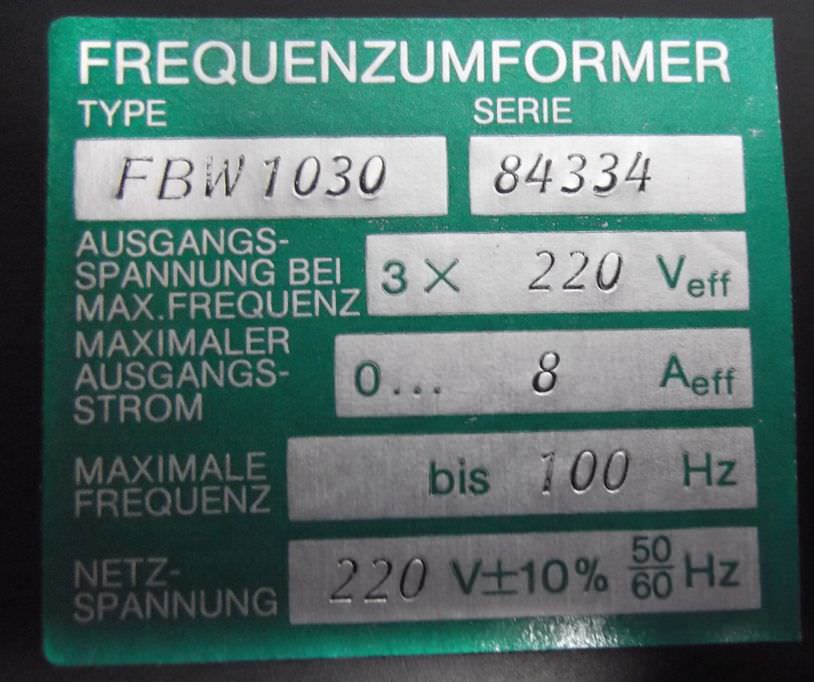 FREQUENZUMFORMER
TYPE SERIE
FBW 1030 84334
AUSGANGS-
SPANNUNG BEI
MAX. FREQUENZ
3 X 220 Veff
MAXIMALER
AUSGANGS-
STROM
0... 8 Aeff
MAXIMALE
FREQUENZ
bis 100 Hz
NETZ-
SPANNUNG
220 V±10% 50/60 Hz